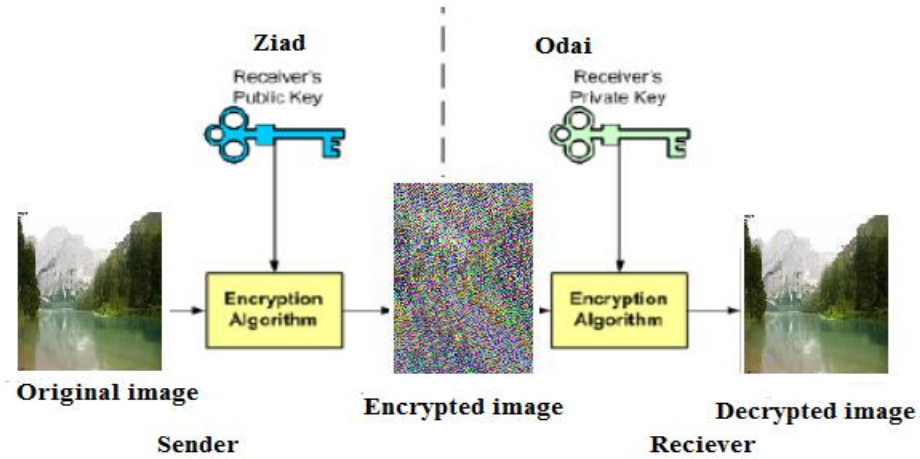 Ziad
Odai
Receiver's
Public Key
Receiver's
Private Key
Encryption
Algorithm
Encryption
Algorithm
Original image
Encrypted image
Decrypted image
Sender
Reciever